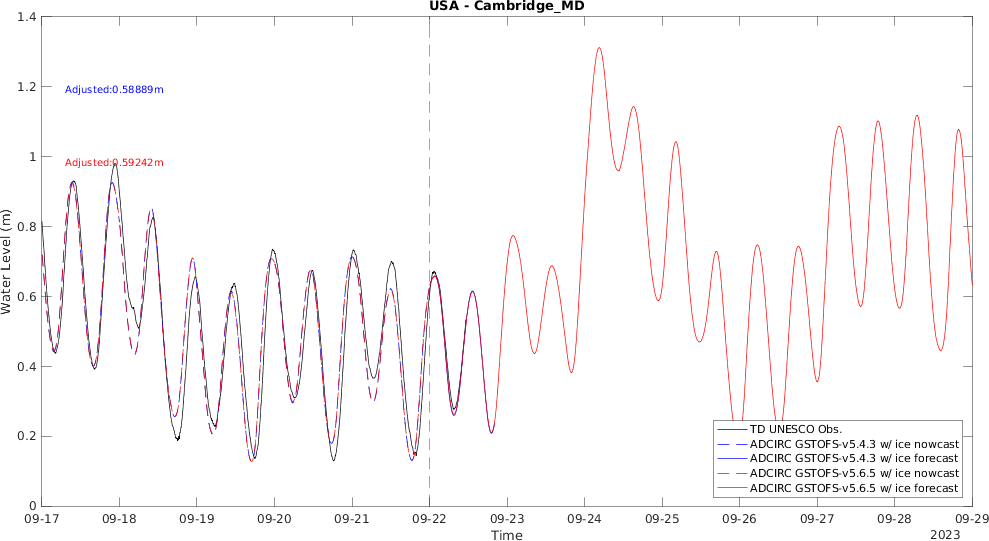 USA - Cambridge_MD
1.4
1.2
1
0.8
0.6
0.4
0.2
0
Water Level (m)
Adjusted:0.58889m
Adjusted:0.59242m
TD UNESCO Obs.
ADCIRC GSTOFS-v5.4.3 w/ ice nowcast
ADCIRC GSTOFS-v5.4.3 w/ ice forecast
ADCIRC GSTOFS-v5.6.5 w/ ice nowcast
ADCIRC GSTOFS-v5.6.5 w/ ice forecast
09-17 09-18 09-19 09-20 09-21 09-22 09-23 09-24 09-25 09-26 09-27 09-28 09-29
Time
2023